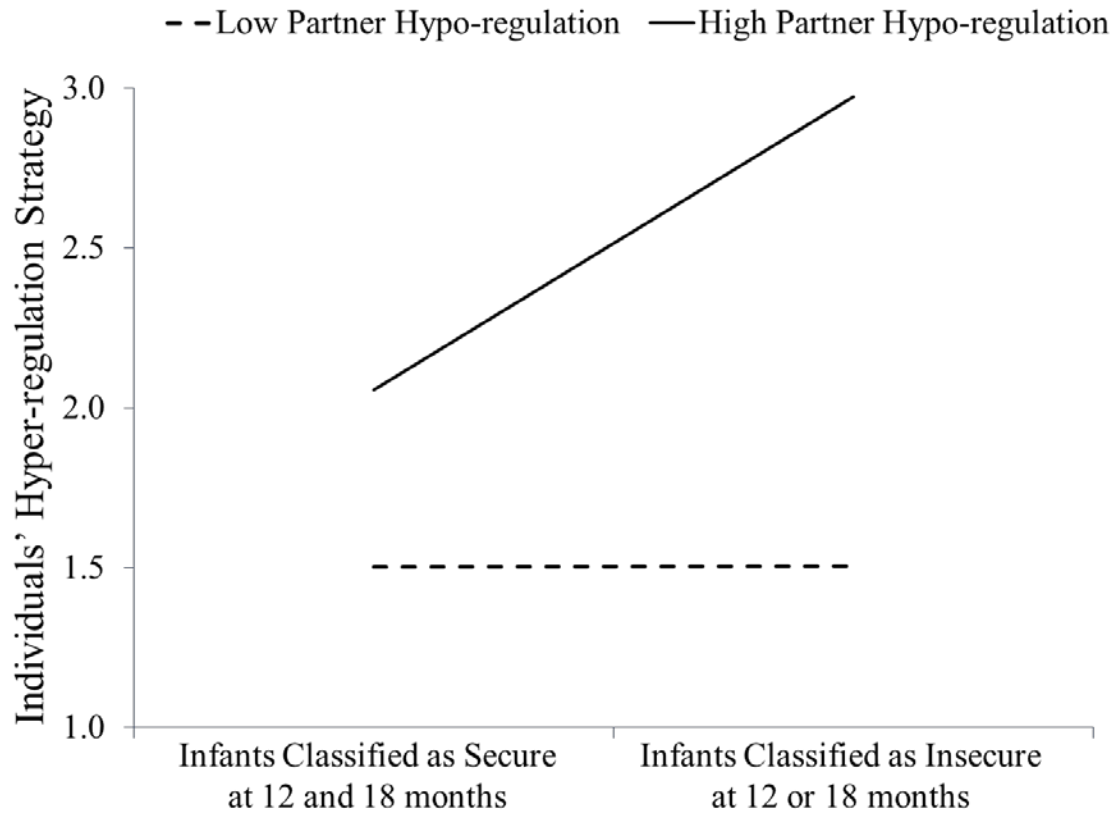 Low Partner Hypo-regulation High Partner Hypo-regulation
Individuals’ Hyper-regulation Strategy
3.0
2.5
2.0
1.5
1.0
Infants Classified as Secure
at 12 and 18 months
Infants Classified as Insecure
at 12 or 18 months